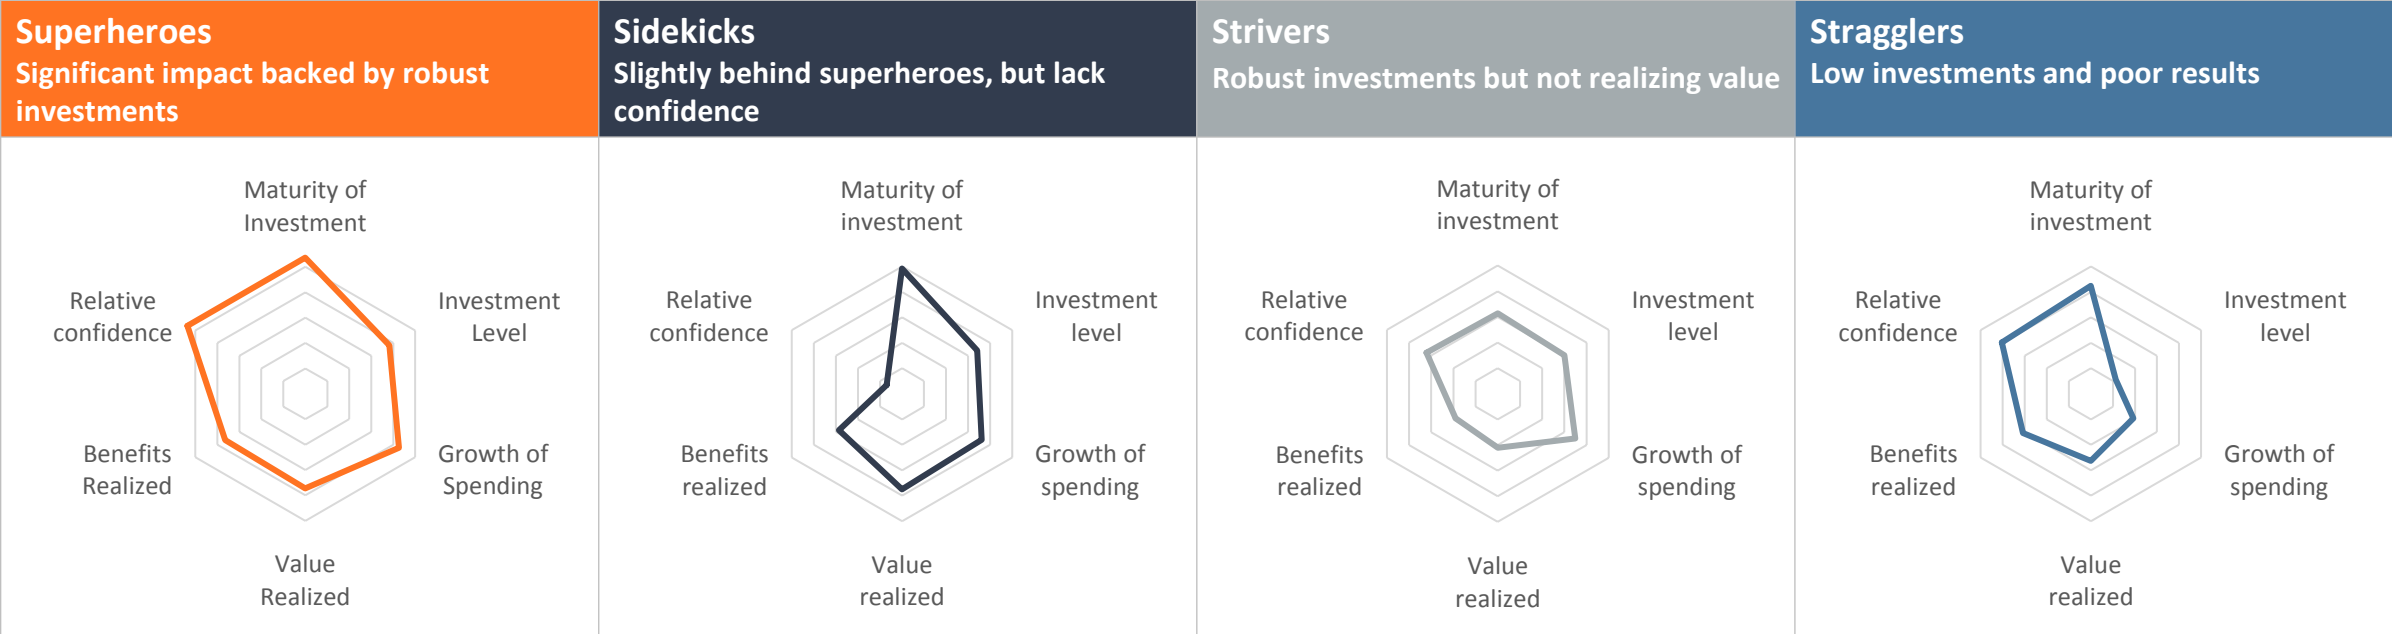 Superheroes
Significant impact backed by robust
investments
Maturity of
Investment
Investment
Level
Growth of
Spending
Value
Realized
Benefits
Realized
Relative
confidence
Sidekicks
Slightly behind superheroes, but lack
confidence
Maturity of
investment
Investment
level
Growth of
spending
Value
realized
Benefits
realized
Relative
confidence
Strivers
Robust investments but not realizing value
Maturity of
investment
Investment
level
Growth of
spending
Value
realized
Benefits
realized
Relative
confidence
Stragglers
Low investments and poor results
Maturity of
investment
Investment
level
Growth of
spending
Value
realized
Benefits
realized
Relative
confidence